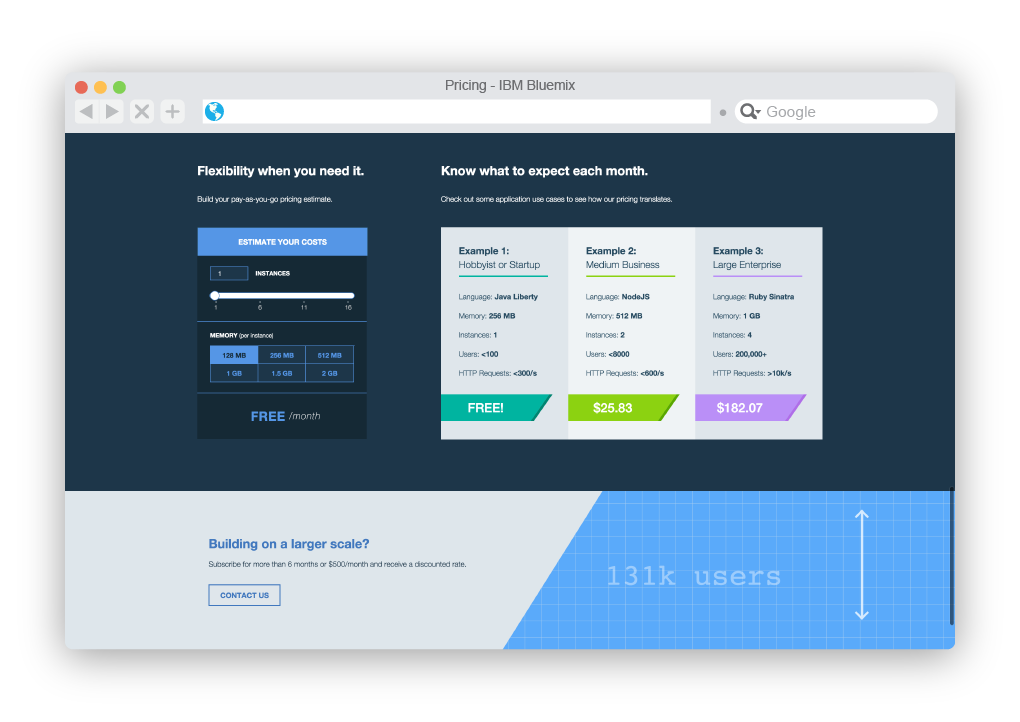 Pricing - IBM Bluemix
Google
Flexibility when you need it.
Build your pay-as-you-go pricing estimate.
ESTIMATE YOUR COSTS
1 INSTANCES
1 6 11 16
MEMORY (per instance)
128 MB 256 MB 512 MB
1 GB 1.5 GB 2 GB
FREE /month
Know what to expect each month.
Check out some application use cases to see how our pricing translates.
Example 1:
Hobbyist or Startup
Language: Java Liberty
Memory: 256 MB
Instances: 1
Users: <100
HTTP Requests: <300/s
FREE!
Example 2:
Medium Business
Language: NodeJS
Memory: 512 MB
Instances: 2
Users: <8000
HTTP Requests: <600/s
$25.83
Example 3:
Large Enterprise
Language: Ruby Sinatra
Memory: 1 GB
Instances: 4
Users: 200,000+
HTTP Requests: >10k/s
$182.07
Building on a larger scale?
Subscribe for more than 6 months or $500/month and receive a discounted rate.
CONTACT US
131k users